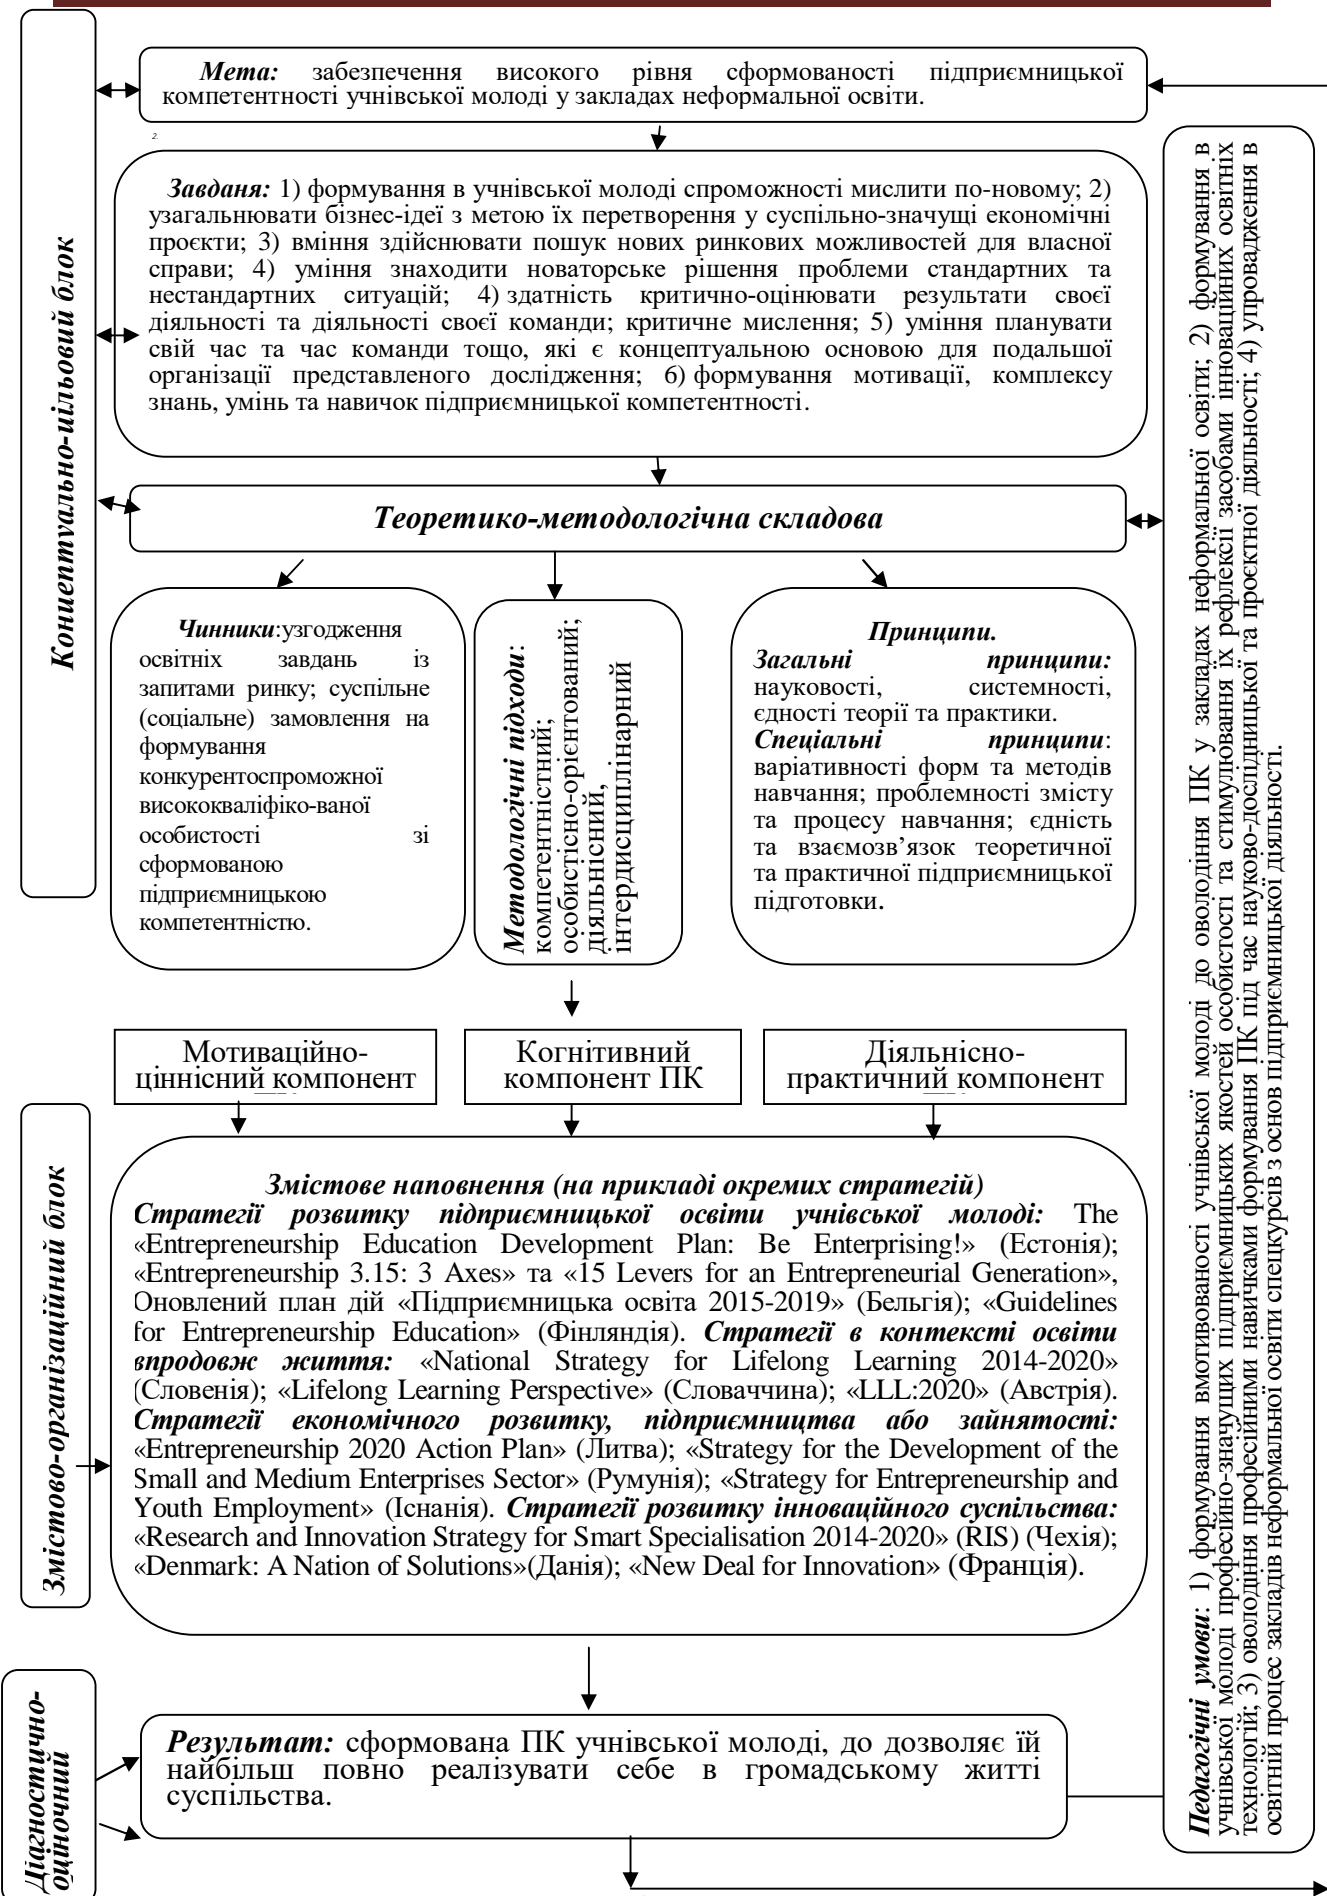 Концептуально-цільовий блок
Мета: забезпечення високого рівня сформованості підприємницької
компетентності учнівської молоді у закладах неформальної освіти.
2.
Завданя: 1) формування в учнівської молоді спроможності мислити по-новому; 2)
узагальнювати бізнес-ідеї з метою їх перетворення у суспільно-значущі економічні
проєкти; 3) вміння здійснювати пошук нових ринкових можливостей для власної
справи; 4) уміння знаходити новаторське рішення проблеми стандартних та
нестандартних ситуацій; 4) здатність критично-оцінювати результати своєї
діяльності та діяльності своєї команди; критичне мислення; 5) уміння планувати
свій час та час команди тощо, які є концептуальною основою для подальшої
організації представленого дослідження; 6) формування мотивації, комплексу
знань, умінь та навичок підприємницької компетентності.
Теоретико-методологічна складова
Чинники:узгодження
освітніх завдань із
запитами ринку; суспільне
(соціальне) замовлення на
формування
конкурентоспроможної
висококваліфіко-ваної
особистості зі
сформованою
підприємницькою
компетентністю.
Методологічні підходи:
компетентністний;
особистісно-орієнтований;
діяльнісний,
інтердисциплінарний
Принципи.
Загальні принципи:
науковості, системності,
єдності теорії та практики.
Спеціальні принципи:
варіативності форм та методів
навчання; проблемності змісту
та процесу навчання; єдність
та взаємозв’язок теоретичної
та практичної підприємницької
підготовки.
Мотиваційно-
ціннісний компонент
Когнітивний
компонент ПК
Діяльнісно-
практичний компонент
Змістово-організаційний блок
Змістове наповнення (на прикладі окремих стратегій)
Стратегії розвитку підприємницької освіти учнівської молоді: The
«Entrepreneurship Education Development Plan: Be Enterprising!» (Естонія);
«Entrepreneurship 3.15: 3 Axes» та «15 Levers for an Entrepreneurial Generation»,
Оновлений план дій «Підприємницька освіта 2015-2019» (Бельгія); «Guidelines
for Entrepreneurship Education» (Фінляндія). Стратегії в контексті освіти
впродовж життя: «National Strategy for Lifelong Learning 2014-2020»
(Словенія); «Lifelong Learning Perspective» (Словаччина); «LLL:2020» (Австрія).
Стратегії економічного розвитку, підприємництва або зайнятості:
«Entrepreneurship 2020 Action Plan» (Литва); «Strategy for the Development of the
Small and Medium Enterprises Sector» (Румунія); «Strategy for Entrepreneurship and
Youth Employment» (Існанія). Стратегії розвитку інноваційного суспільства:
«Research and Innovation Strategy for Smart Specialisation 2014-2020» (RIS) (Чехія);
«Denmark: A Nation of Solutions»(Данія); «New Deal for Innovation» (Франція).
Діагностично-
оціночний
Результат: сформована ПК учнівської молоді, до дозволяє їй
найбільш повно реалізувати себе в громадському житті
суспільства.
Педагогічні умови: 1) формування вмотивованості учнівської молоді до оволодіння ПК у закладах неформальної освіти; 2) формування в
учнівської молоді професійно-значущих підприємницьких якостей особистості та стимулювання їх рефлексії засобами інноваційних освітніх
технологій; 3) оволодіння професійними навичками формування ПК під час науково-дослідницької та проєктної діяльності; 4) упровадження в
освітній процес закладів неформальної освіти спецкурсів з основ підприємницької діяльності.